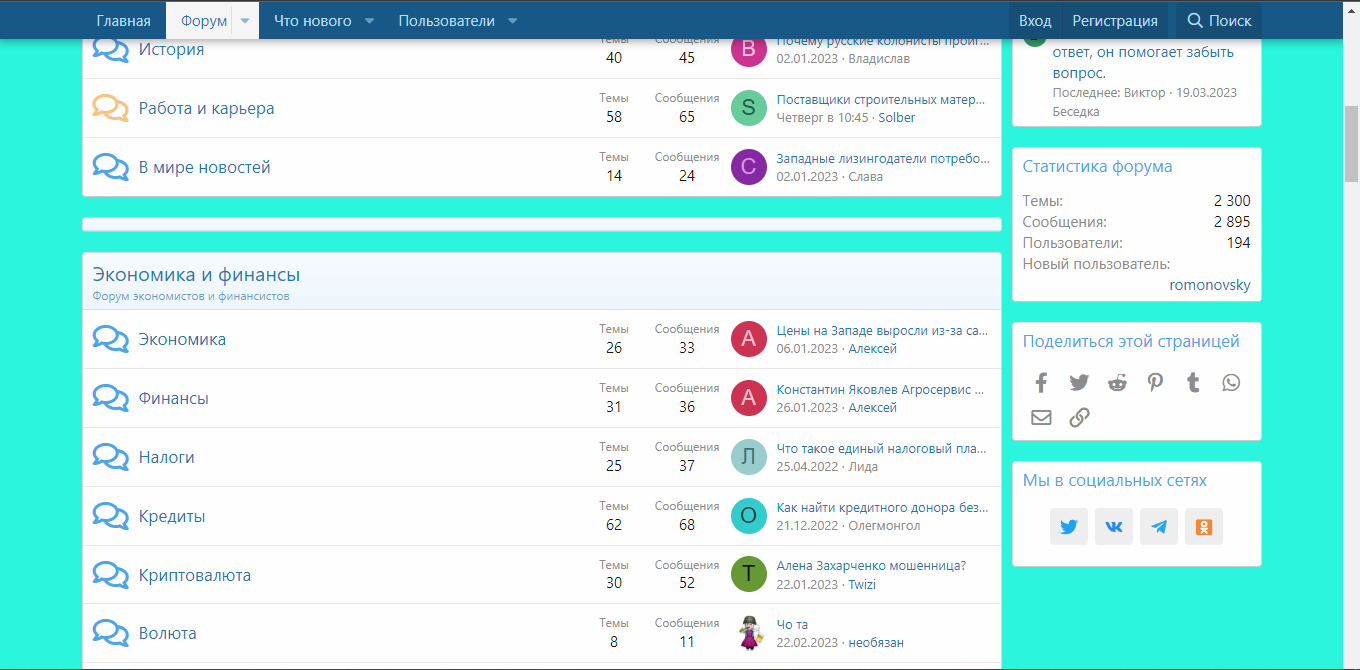 Главная Форум Что нового Пользователи Вход Регистрация Поиск
История
Темы Сообщения
40 45
В
Почему русские колонисты проиг...
02.01.2023 · Владислав
Работа и карьера
Темы Сообщения
58 65
S
Поставщики строительных матер...
Четверг в 10:45 · Solber
В мире новостей
Темы Сообщения
14 24
С
Западные лизингодатели потребо...
02.01.2023 · Слава
Экономика и финансы
Форум экономистов и финансистов
Экономика
Темы Сообщения
26 33
А
Цены на Западе выросли из-за са...
06.01.2023 · Алексей
Финансы
Темы Сообщения
31 36
А
Константин Яковлев Агросервис ...
26.01.2023 · Алексей
Налоги
Темы Сообщения
25 37
Л
Что такое единый налоговый пла...
25.04.2022 · Лида
Кредиты
Темы Сообщения
62 68
О
Как найти кредитного донора без...
21.12.2022 · Олегмонгол
Криптовалюта
Темы Сообщения
30 52
T
Алена Захарченко мошенница?
22.01.2023 · Twizi
Волюта
Темы Сообщения
8 11
Чо та
22.02.2023 · необязан
ответ, он помогает забыть
вопрос.
Последнее: Виктор · 19.03.2023
Беседка
Статистика форума
Темы: 2 300
Сообщения: 2 895
Пользователи: 194
Новый пользователь:
romonovsky
Поделиться этой страницей
Мы в социальных сетях